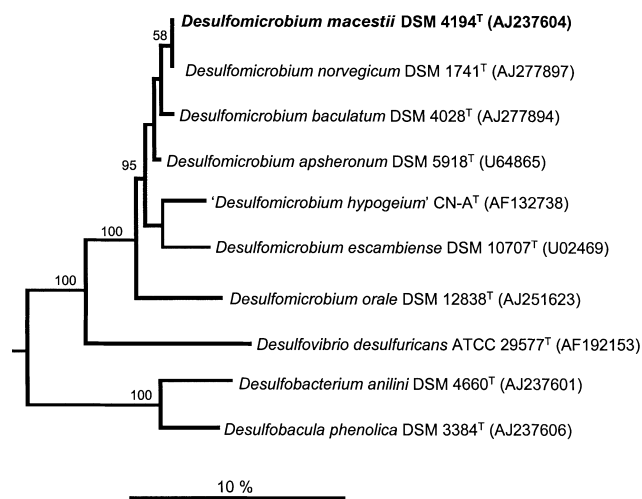 Desulfomicrobium macestii DSM 4194ᵀ (AJ237604)
58
Desulfomicrobium norvegicum DSM 1741ᵀ (AJ277897)
Desulfomicrobium baculatum DSM 4028ᵀ (AJ277894)
Desulfomicrobium apsheronum DSM 5918ᵀ (U64865)
95
'Desulfomicrobium hypogeium' CN-Aᵀ (AF132738)
100
Desulfomicrobium escambiense DSM 10707ᵀ (U02469)
100
Desulfomicrobium orale DSM 12838ᵀ (AJ251623)
Desulfovibrio desulfuricans ATCC 29577ᵀ (AF192153)
Desulfobacterium anilini DSM 4660ᵀ (AJ237601)
100
Desulfobacula phenolica DSM 3384ᵀ (AJ237606)
10 %